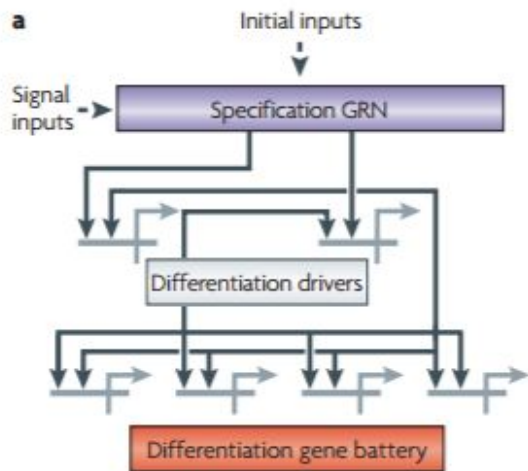 a
Initial inputs
Signal
inputs
Specification GRN
Differentiation drivers
Differentiation gene battery